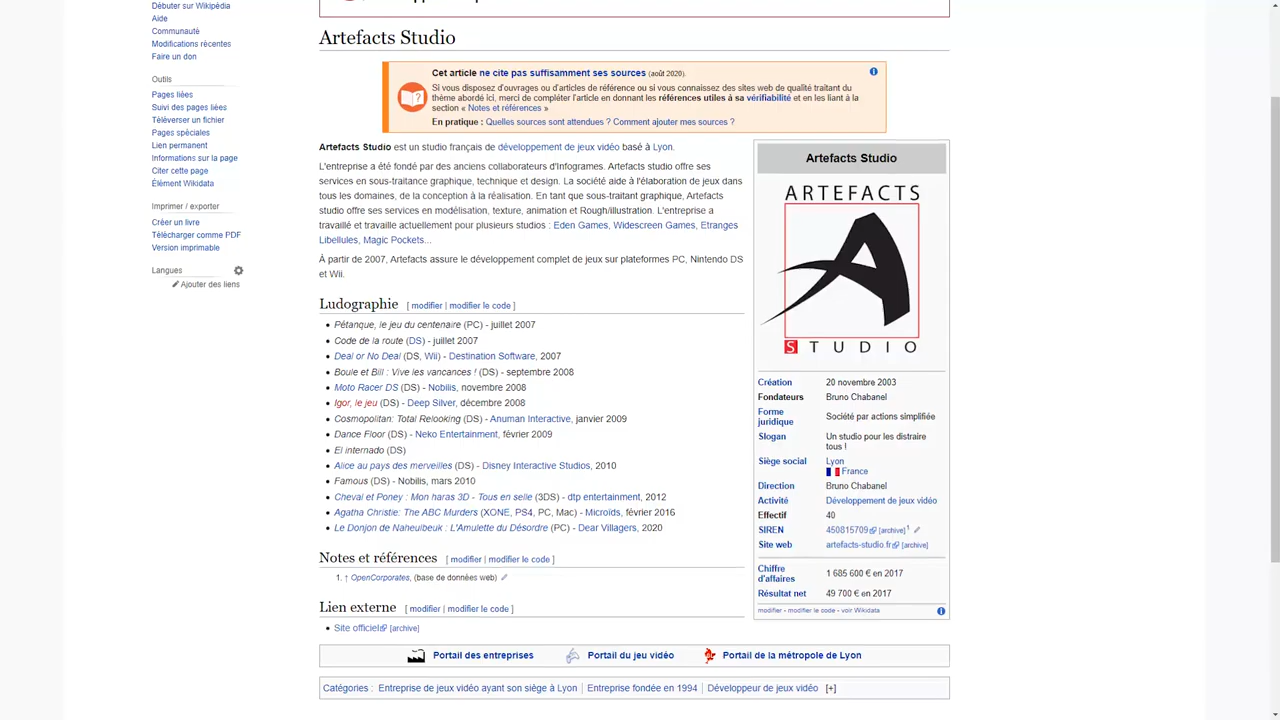 Débuter sur Wikipédia
Aide
Communauté
Modifications récentes
Faire un don
Outils
Pages liées
Suivi des pages liées
Téléverser un fichier
Pages spéciales
Lien permanent
Informations sur la page
Citer cette page
Élément Wikidata
Imprimer / exporter
Créer un livre
Télécharger comme PDF
Version imprimable
Langues
Ajouter des liens
Artefacts Studio
Cet article ne cite pas suffisamment ses sources (août 2020).
Si vous disposez d'ouvrages ou d'articles de référence ou si vous connaissez des sites web de qualité traitant du
thème abordé ici, merci de compléter l'article en donnant les références utiles à sa vérifiabilité et en les liant à la
section « Notes et références »
En pratique : Quelles sources sont attendues ? Comment ajouter mes sources ?
Artefacts Studio est un studio français de développement de jeux vidéo basé à Lyon.
L'entreprise a été fondé par des anciens collaborateurs d'Infogrames. Artefacts studio offre ses
services en sous-traitance graphique, technique et design. La société aide à l'élaboration de jeux dans
tous les domaines, de la conception à la réalisation. En tant que sous-traitant graphique, Artefacts
studio offre ses services en modélisation, texture, animation et Rough/illustration. L'entreprise a
travaillé et travaille actuellement pour plusieurs studios : Eden Games, Widescreen Games, Etranges
Libellules, Magic Pockets...
À partir de 2007, Artefacts assure le développement complet de jeux sur plateformes PC, Nintendo DS
et Wii.
Ludographie [ modifier | modifier le code ]
• Pétanque, le jeu du centenaire (PC) - juillet 2007
• Code de la route (DS) - juillet 2007
• Deal or No Deal (DS, Wii) - Destination Software, 2007
• Boule et Bill : Vive les vancances ! (DS) - septembre 2008
• Moto Racer DS (DS) - Nobilis, novembre 2008
• Igor, le jeu (DS) - Deep Silver, décembre 2008
• Cosmopolitan: Total Relooking (DS) - Anuman Interactive, janvier 2009
• Dance Floor (DS) - Neko Entertainment, février 2009
• El internado (DS)
• Alice au pays des merveilles (DS) - Disney Interactive Studios, 2010
• Famous (DS) - Nobilis, mars 2010
• Cheval et Poney : Mon haras 3D - Tous en selle (3DS) - dtp entertainment, 2012
• Agatha Christie: The ABC Murders (XONE, PS4, PC, Mac) - Microïds, février 2016
• Le Donjon de Naheulbeuk : L'Amulette du Désordre (PC) - Dear Villagers, 2020
Notes et références [ modifier | modifier le code ]
1. ↑ OpenCorporates, (base de données web)
Lien externe [ modifier | modifier le code ]
• Site officiel [archive]
Artefacts Studio
ARTEFACTS
STUDIO
Création 20 novembre 2003
Fondateurs Bruno Chabanel
Forme juridique Société par actions simplifiée
Slogan Un studio pour les distraire
tous !
Siège social Lyon
France
Direction Bruno Chabanel
Activité Développement de jeux vidéo
Effectif 40
SIREN 450815709 [archive] 1
Site web artefacts-studio.fr [archive]
Chiffre d'affaires 1 685 600 € en 2017
Résultat net 49 700 € en 2017
modifier - modifier le code - voir Wikidata
Portail des entreprises Portail du jeu vidéo Portail de la métropole de Lyon
Catégories : Entreprise de jeux vidéo ayant son siège à Lyon | Entreprise fondée en 1994 | Développeur de jeux vidéo [+]